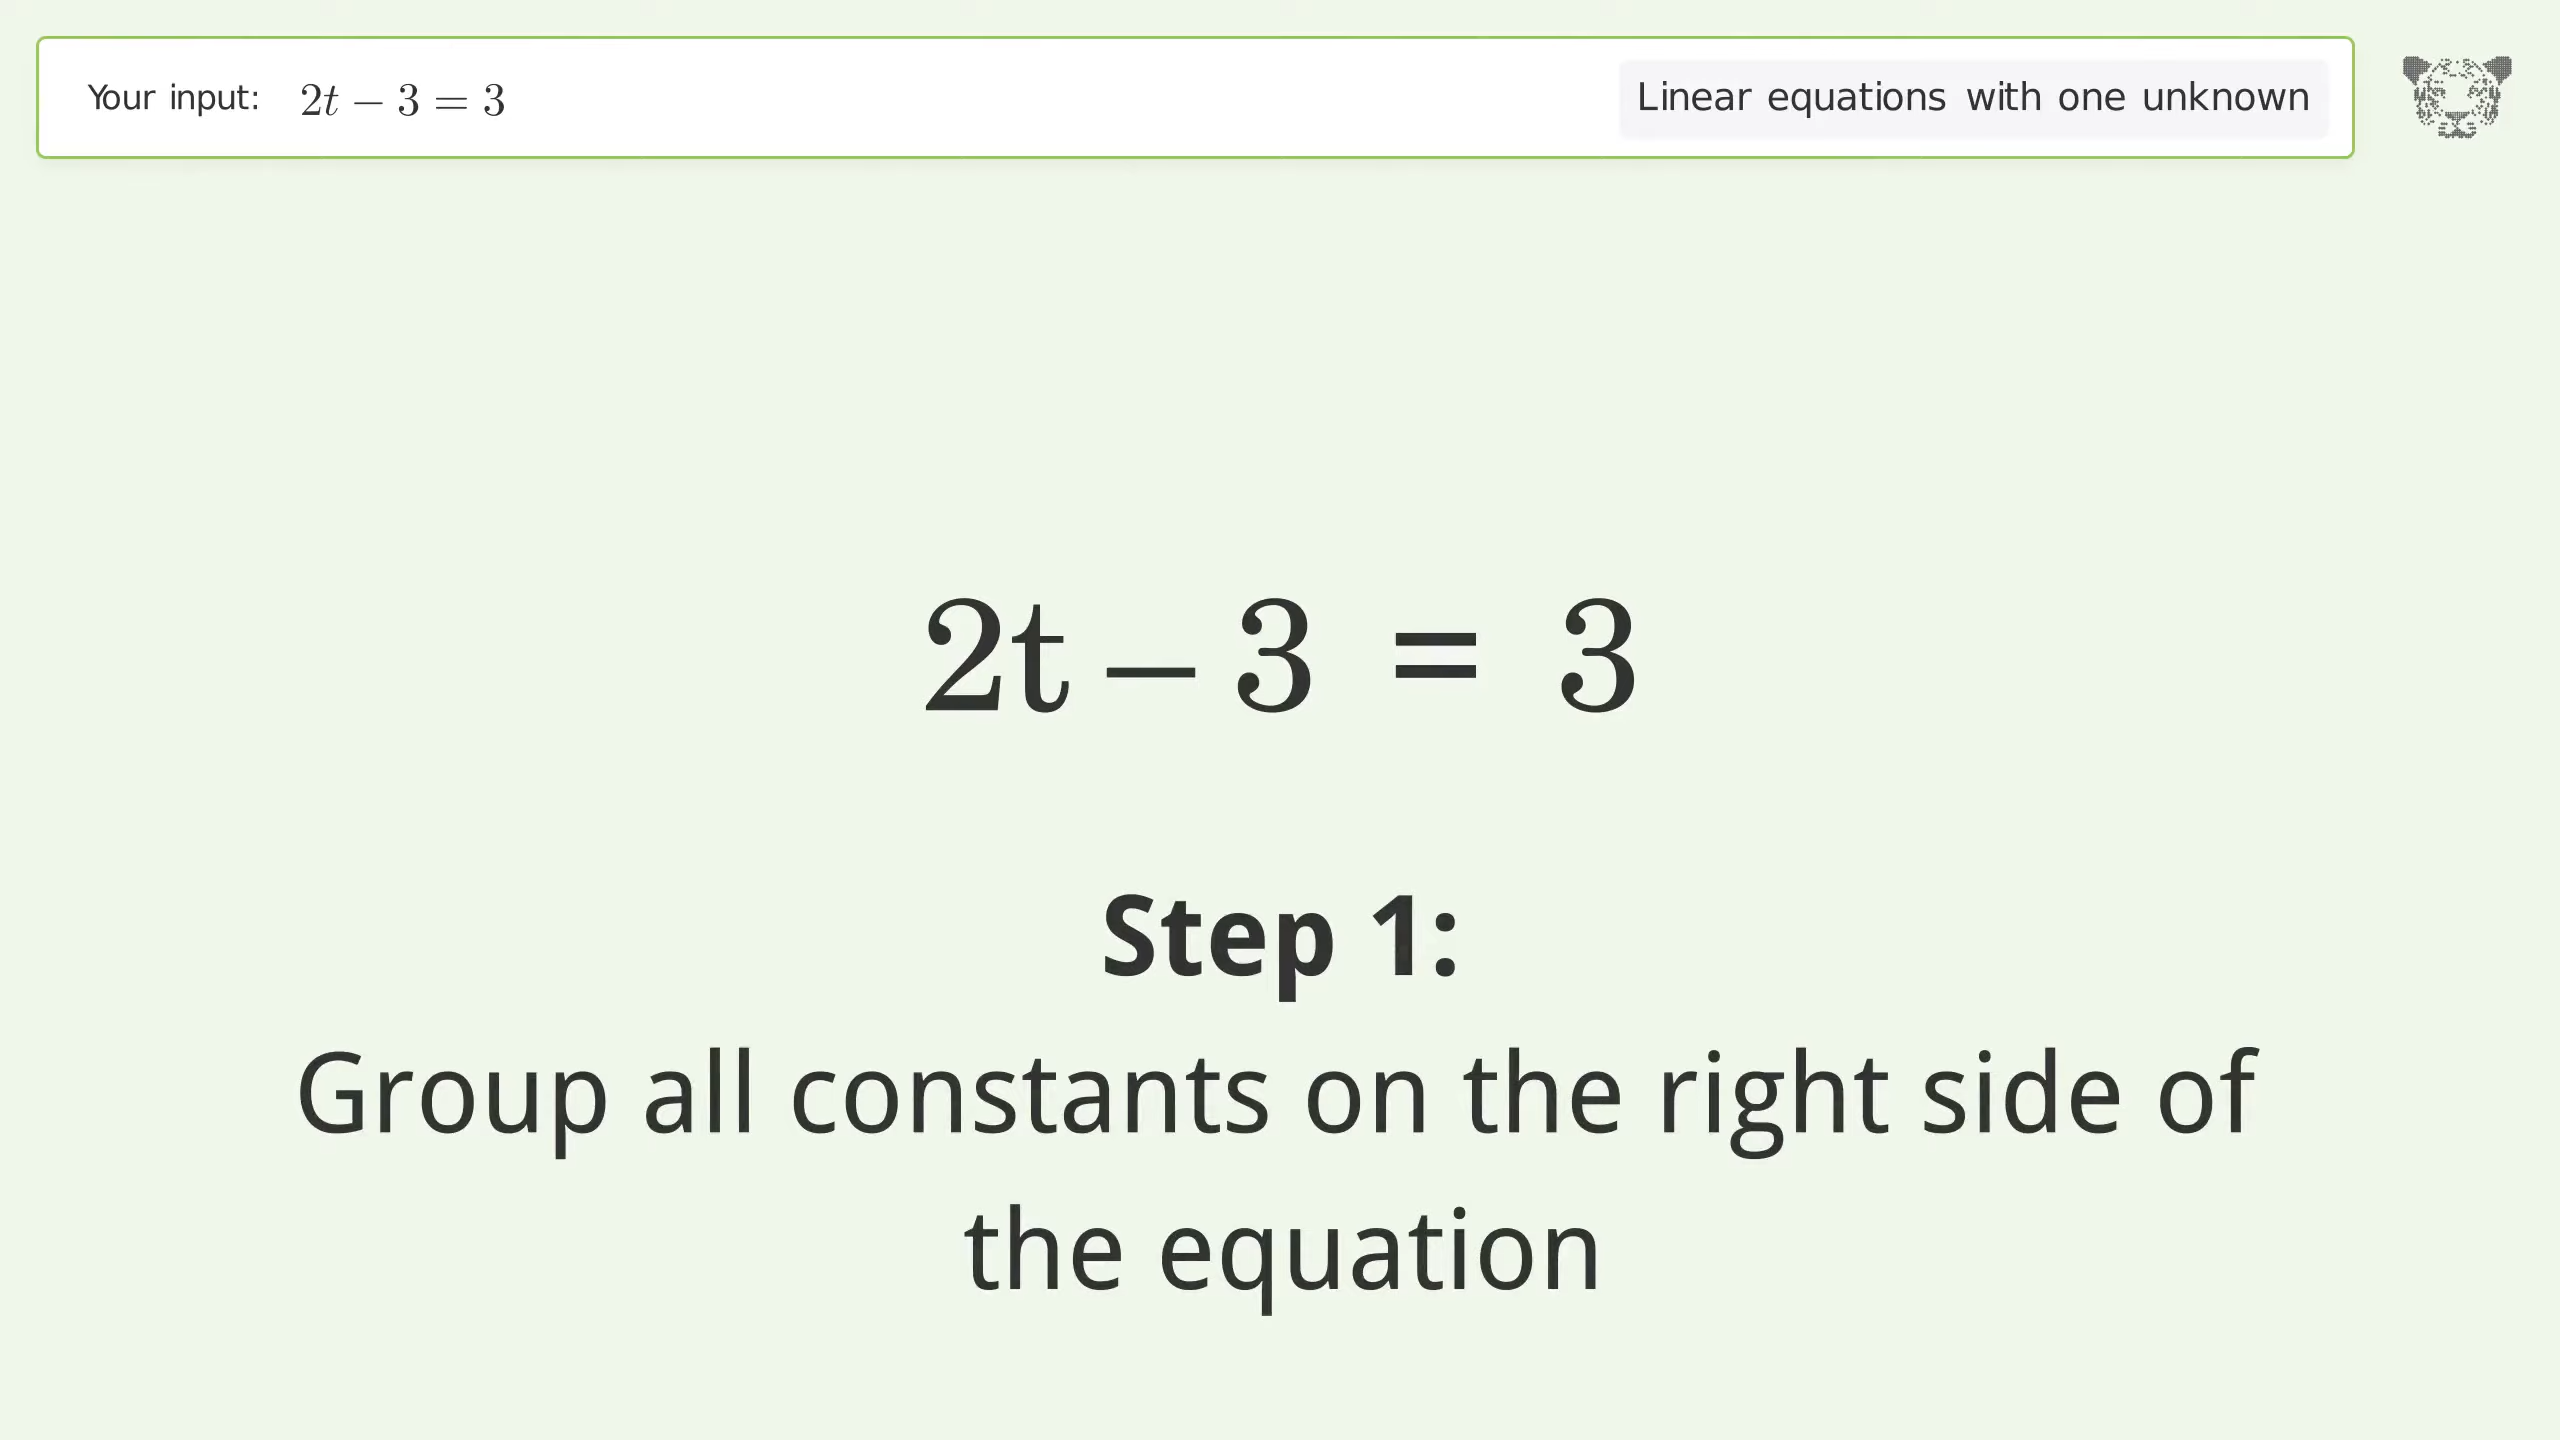 Your input: 2t − 3 = 3
Linear equations with one unknown
2t – 3 = 3
Step 1:
Group all constants on the right side of
the equation